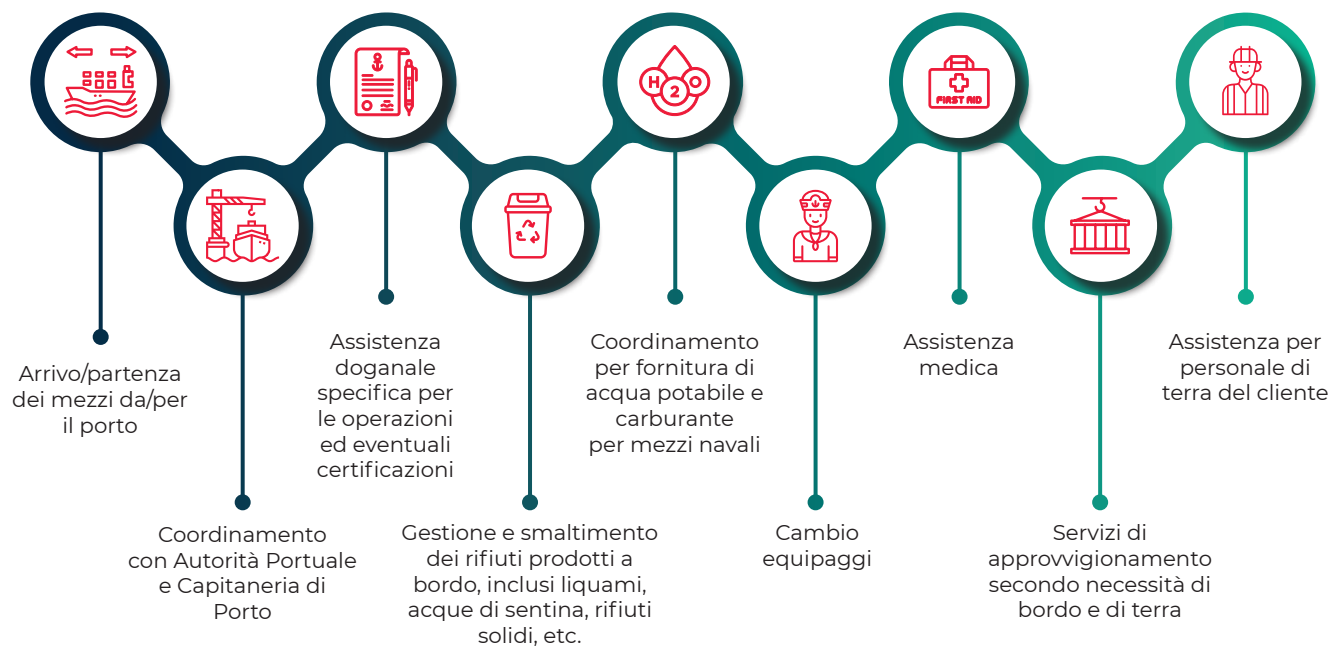 H
2
O
FIRST AID
Arrivo/partenza
dei mezzi da/per
il porto
Coordinamento
con Autorità Portuale
e Capitaneria di
Porto
Assistenza
doganale
specifica per
le operazioni
ed eventuali
certificazioni
Gestione e smaltimento
dei rifiuti prodotti a
bordo, inclusi liquami,
acque di sentina, rifiuti
solidi, etc.
Coordinamento
per fornitura di
acqua potabile e
carburante
per mezzi navali
Cambio
equipaggi
Assistenza
medica
Servizi di
approvvigionamento
secondo necessità di
bordo e di terra
Assistenza per
personale di
terra del cliente